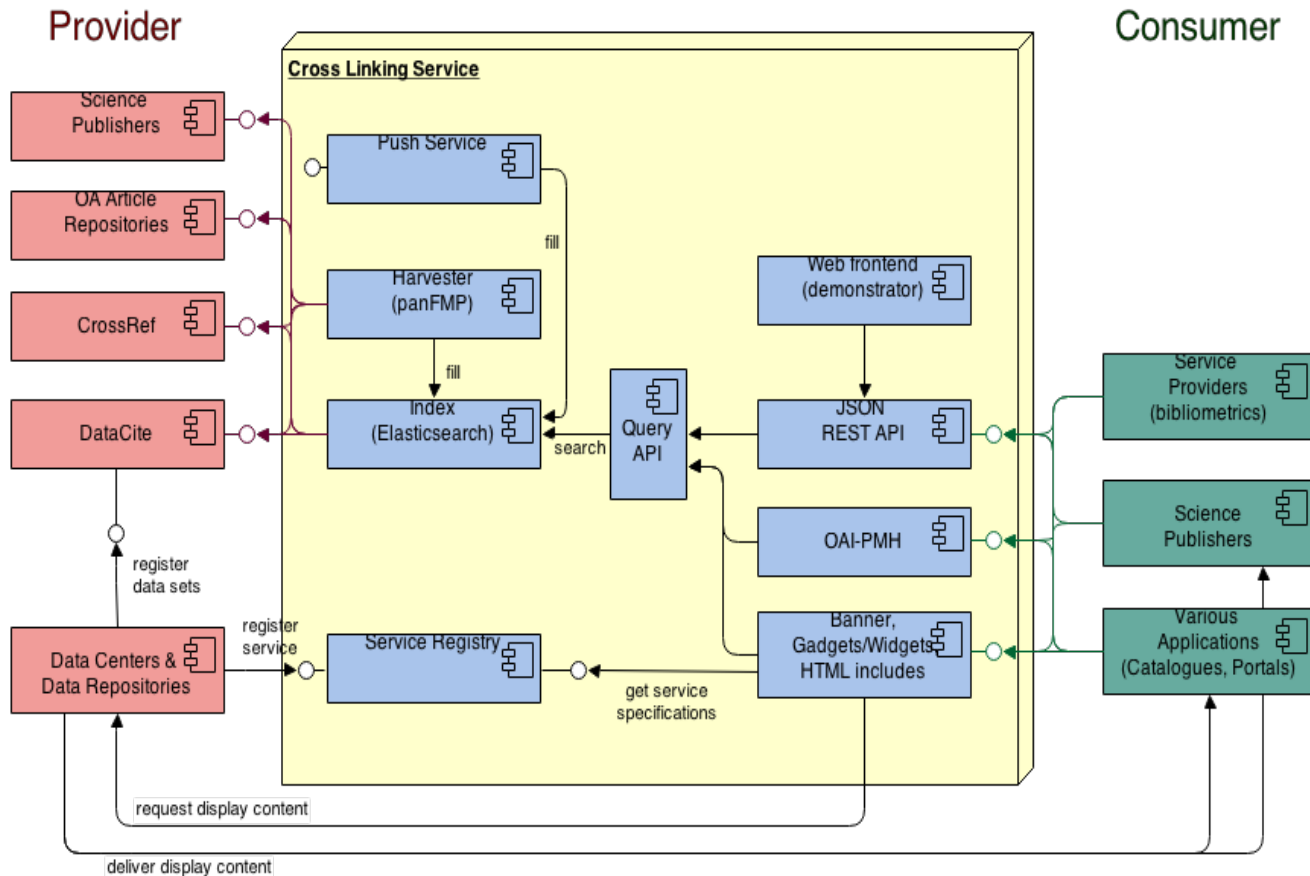 Provider
Consumer
Cross Linking Service
Science
Publishers
Push Service
OA Article
Repositories
fill
Harvester
(panFMP)
Web frontend
(demonstrator)
CrossRef
fill
Service
Providers
(bibliometrics)
DataCite
Index
(Elasticsearch)
search
Query
API
JSON
REST API
Science
Publishers
OAI-PMH
register
data sets
register
service
Data Centers &
Data Repositories
Service Registry
get service
specifications
Banner,
Gadgets/Widgets
HTML includes
Various
Applications
(Catalogues, Portals)
request display content
deliver display content